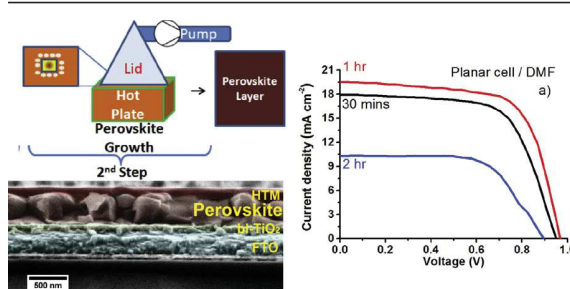 Pump
Lid
Hot
Plate
Perovskite
Growth
2nd Step
Perovskite
Layer
HTM
Perovskite
bl-TiO2
FTO
500 nm
Planar cell / DMF
a)
1 hr
30 mins
2 hr
Current density (mA cm-2)
21
18
15
12
9
6
3
0
0.0 0.2 0.4 0.6 0.8 1.0
Voltage (V)